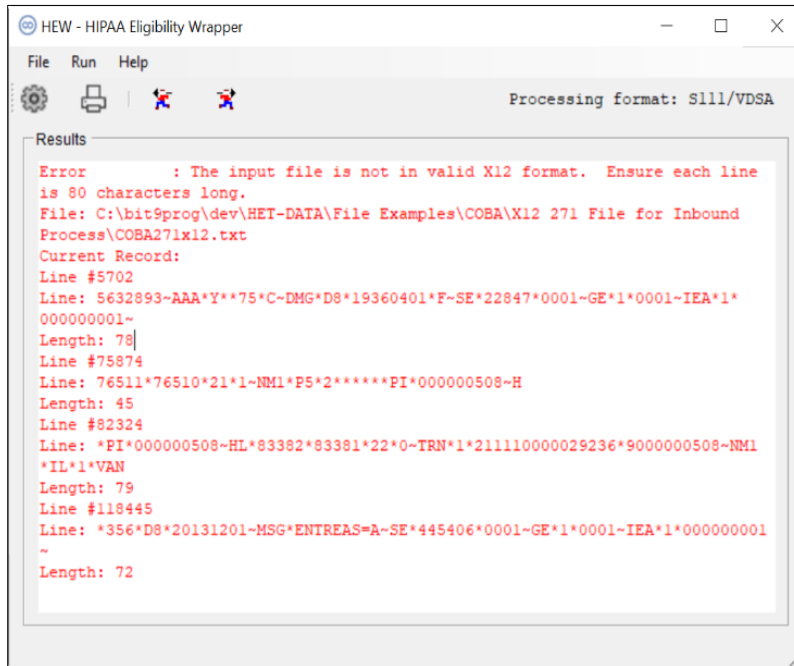 HEW - HIPAA Eligibility Wrapper
File Run Help
Processing format: S111/VDSA
Results
Error : The input file is not in valid X12 format. Ensure each line
is 80 characters long.
File: C:\bit9prog\dev\HET-DATA\File Examples\COBA\X12 271 File for Inbound
Process\COBA271x12.txt
Current Record:
Line #5702
Line: 5632893~AAA*Y**75*C~DMG*D8*19360401*F~SE*22847*0001~GE*1*0001~IEA*1*
000000001~
Length: 78
Line #75874
Line: 76511*76510*21*1~NM1*P5*2******PI*000000508~H
Length: 45
Line #82324
Line: *PI*000000508~HL*83382*83381*22*0~TRN*1*211110000029236*9000000508~NM1
*IL*1*VAN
Length: 79
Line #118445
Line: *356*D8*20131201~MSG*ENTREAS=A~SE*445406*0001~GE*1*0001~IEA*1*000000001
~
Length: 72